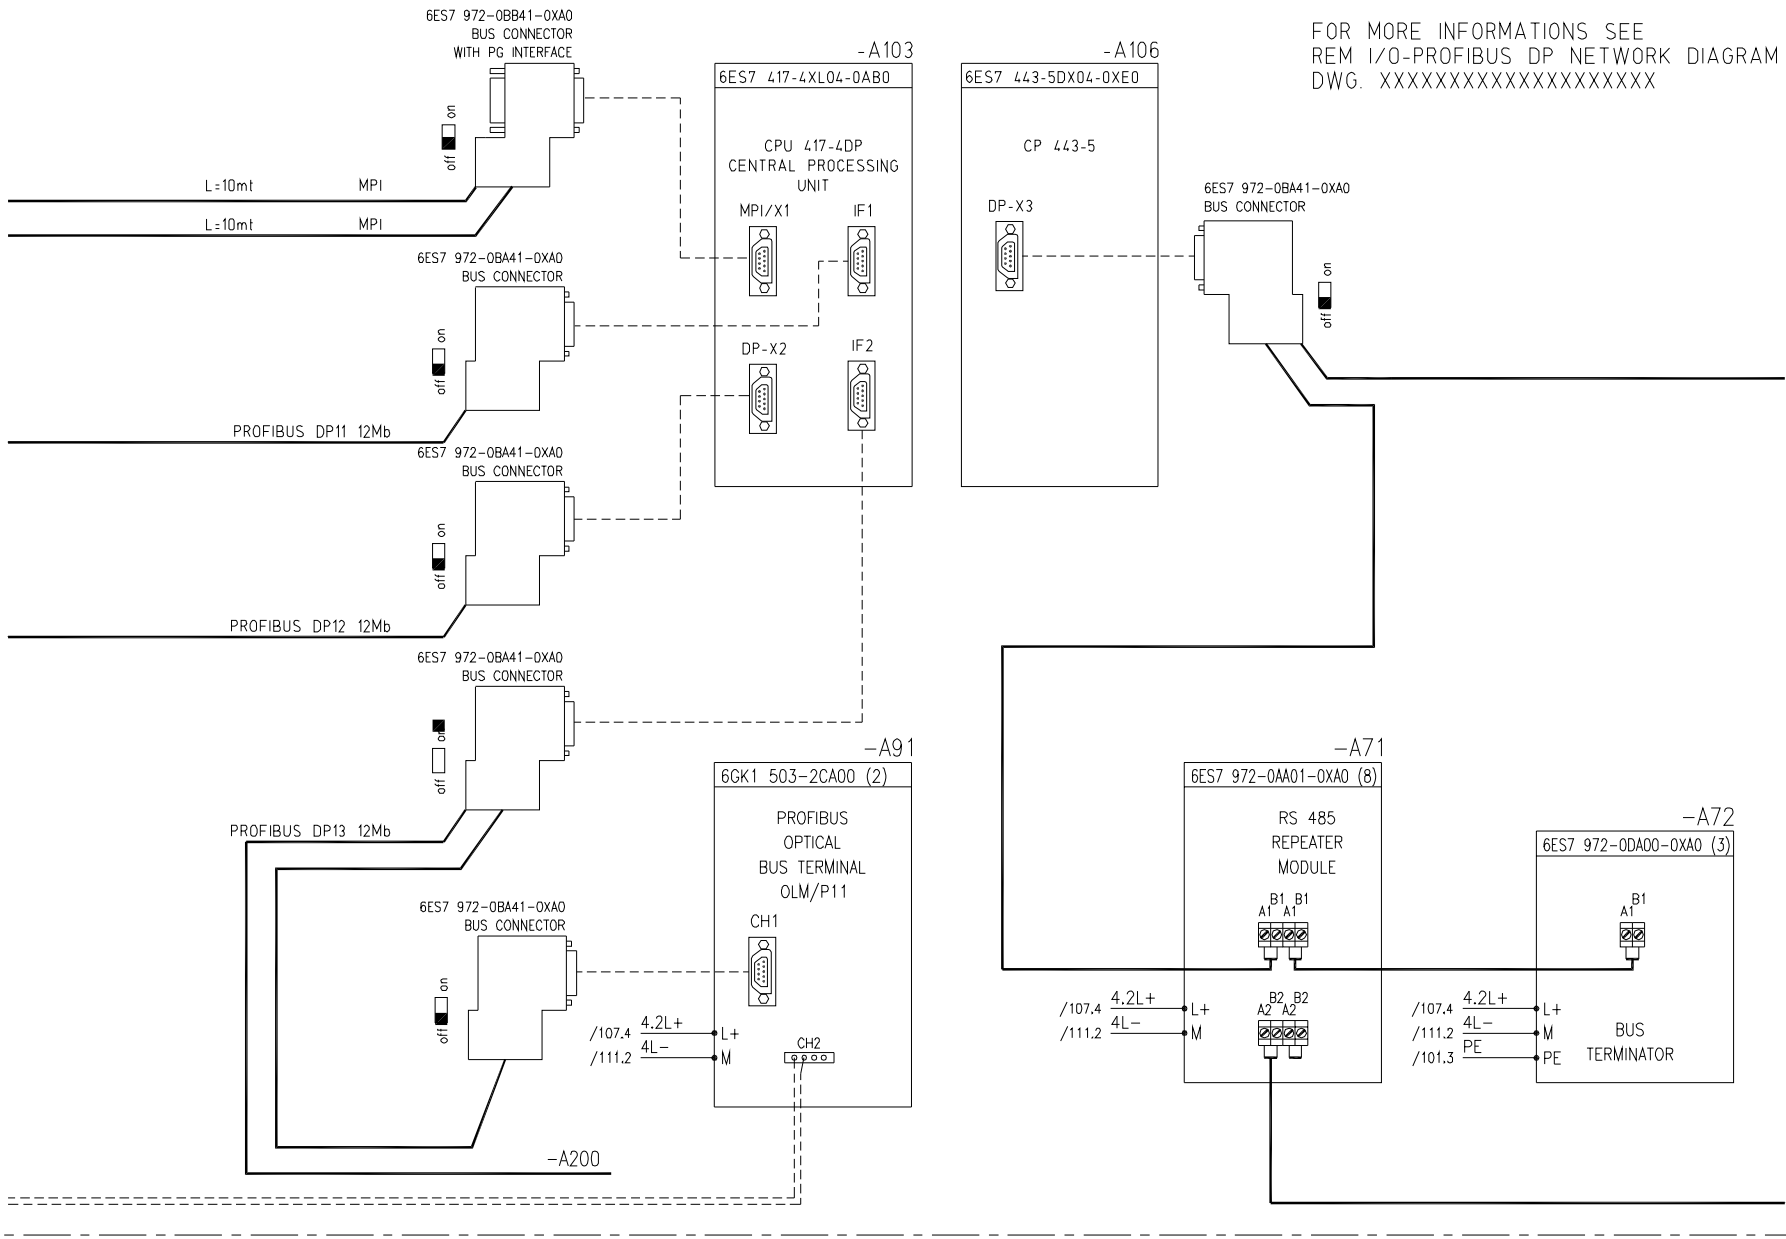 6ES7 972-0BB41-0XA0
BUS CONNECTOR
WITH PG INTERFACE
on
off
L=10mt MPI
L=10mt MPI
6ES7 972-0BA41-0XA0
BUS CONNECTOR
on
off
PROFIBUS DP11 12Mb
6ES7 972-0BA41-0XA0
BUS CONNECTOR
on
off
PROFIBUS DP12 12Mb
6ES7 972-0BA41-0XA0
BUS CONNECTOR
on
off
PROFIBUS DP13 12Mb
6ES7 972-0BA41-0XA0
BUS CONNECTOR
on
off
-A200
-A103
6ES7 417-4XL04-0AB0
CPU 417-4DP
CENTRAL PROCESSING
UNIT
MPI/X1 IF1
DP-X2 IF2
-A91
6GK1 503-2CA00 (2)
PROFIBUS
OPTICAL
BUS TERMINAL
OLM/P11
CH1
/107.4 4.2L+ L+
/111.2 4L- M
CH2
-A106
6ES7 443-5DX04-0XE0
CP 443-5
DP-X3
FOR MORE INFORMATIONS SEE
REM I/O-PROFIBUS DP NETWORK DIAGRAM
DWG. XXXXXXXXXXXXXXXXXXXX
6ES7 972-0BA41-0XA0
BUS CONNECTOR
on
off
-A71
6ES7 972-0AA01-0XA0 (8)
RS 485
REPEATER
MODULE
A1 B1 A1 B1
A2 B2 A2 B2
/107.4 4.2L+ L+
/111.2 4L- M
-A72
6ES7 972-0DA00-0XA0 (3)
A1 B1
/107.4 4.2L+ L+
/111.2 4L- M
/101.3 PE PE
BUS
TERMINATOR